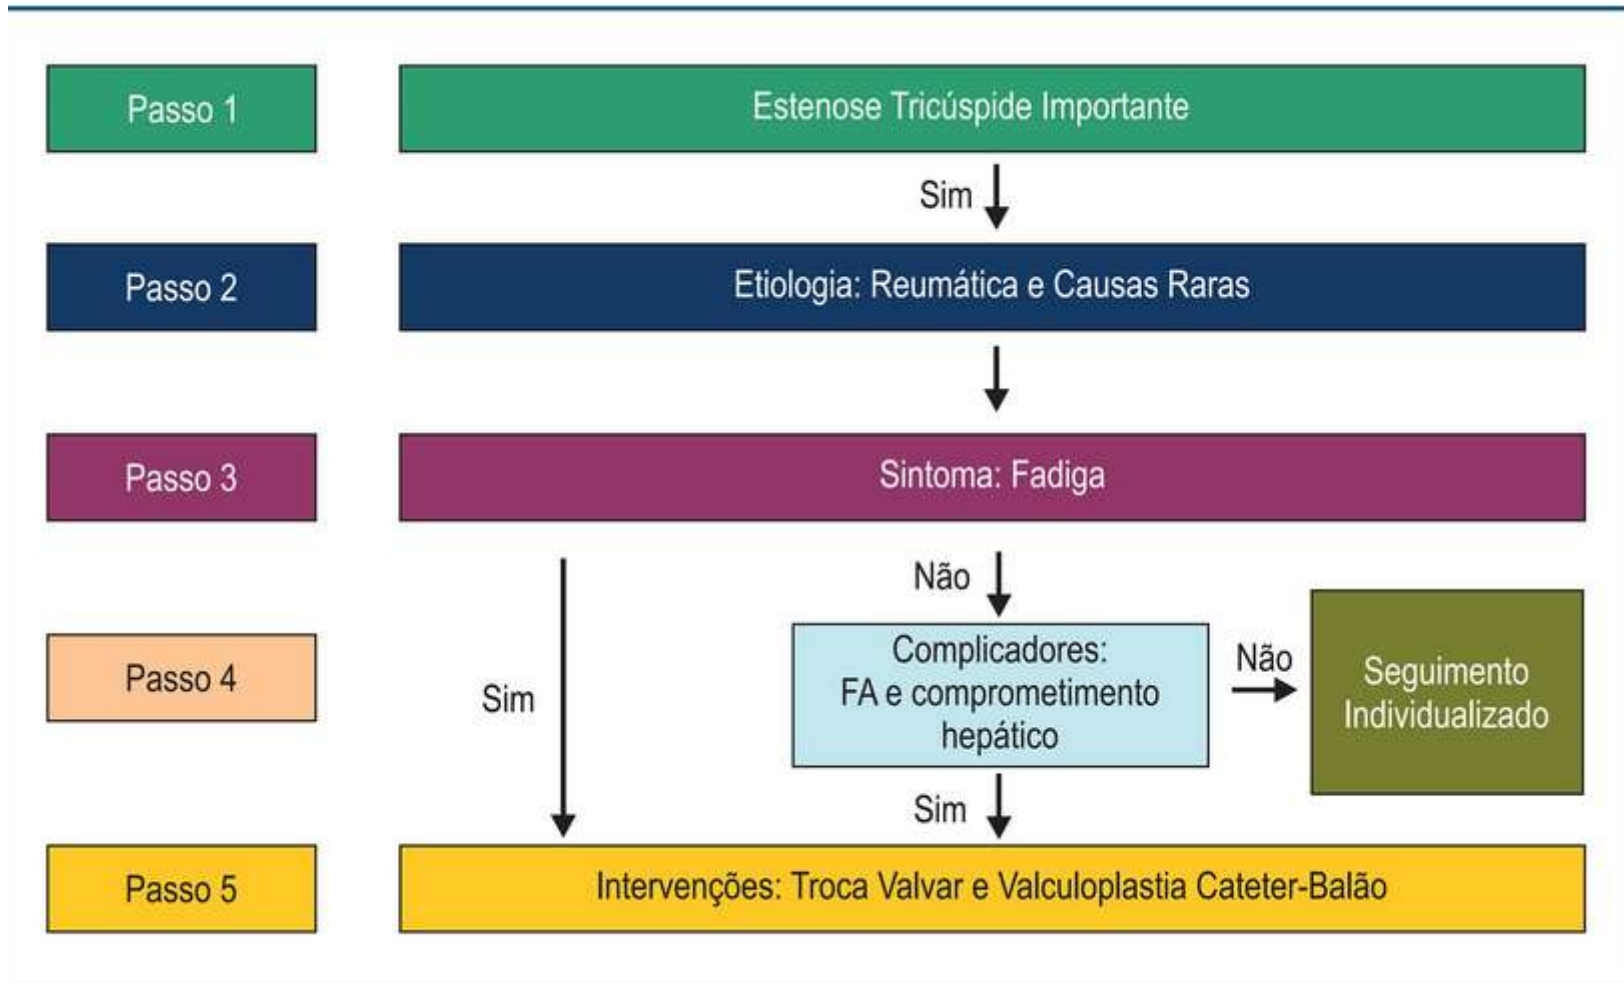 Passo 1
Estenose Tricúspide Importante
Sim
Passo 2
Etiologia: Reumática e Causas Raras
Passo 3
Sintoma: Fadiga
Não
Passo 4
Sim
Complicadores:
FA e comprometimento
hepático
Não
Seguimento
Individualizado
Sim
Passo 5
Intervenções: Troca Valvar e Valculoplastia Cateter-Balão